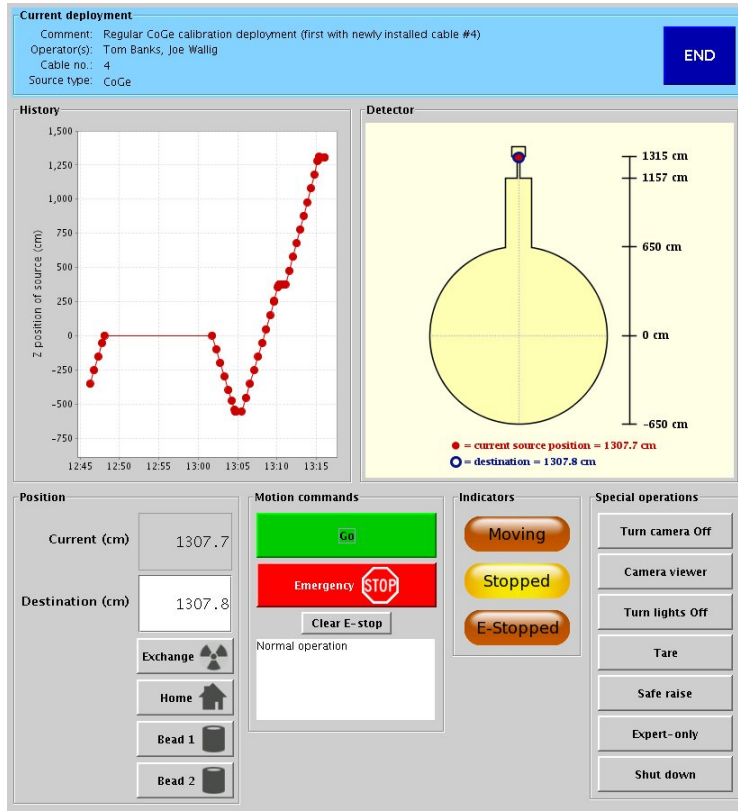 Current deployment
Comment: Regular CoGe calibration deployment (first with newly installed cable #4)
Operator(s): Tom Banks, Joe Wallig
Cable no.: 4
Source type: CoGe
END
History
1,500
1,250
1,000
750
500
250
0
-250
-500
-750
Z position of source (cm)
12:45 12:50 12:55 13:00 13:05 13:10 13:15
Detector
1315 cm
1157 cm
650 cm
0 cm
-650 cm
= current source position = 1307.7 cm
= destination = 1307.8 cm
Position
Current (cm) 1307.7
Destination (cm) 1307.8
Exchange
Home
Bead 1
Bead 2
Motion commands
Go
Emergency STOP
Clear E-stop
Normal operation
Indicators
Moving
Stopped
E-Stopped
Special operations
Turn camera Off
Camera viewer
Turn lights Off
Tare
Safe raise
Expert-only
Shut down